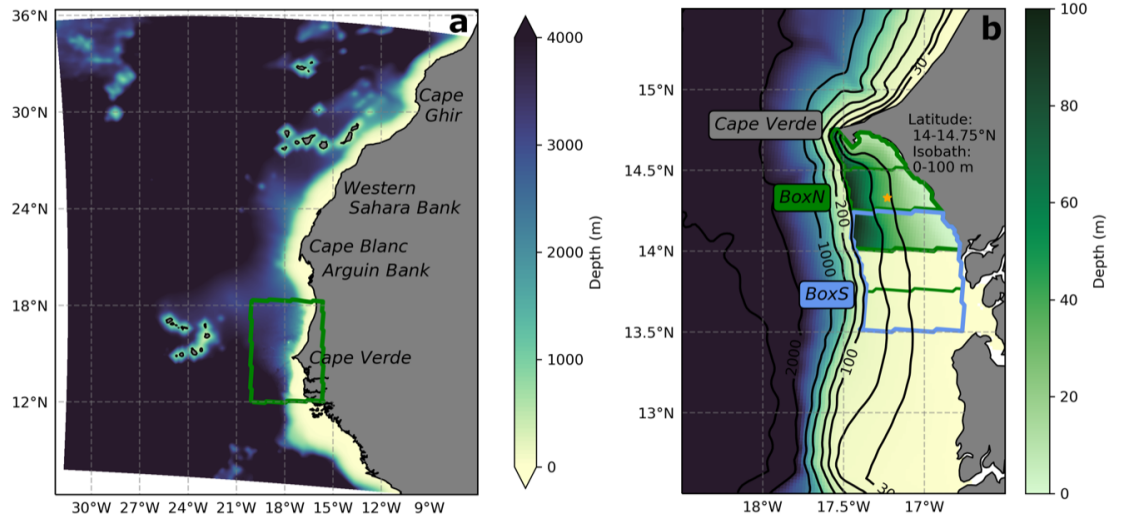 a
36°N
30°N
24°N
18°N
12°N
30°W
27°W
24°W
21°W
18°W
15°W
12°W
9°W
Cape
Ghir
Western
Sahara Bank
Cape Blanc
Arguin Bank
Cape Verde
4000
3000
2000
1000
0
Depth (m)
b
15°N
14.5°N
14°N
13.5°N
13°N
18°W
17.5°W
17°W
Cape Verde
BoxN
BoxS
Latitude:
14-14.75°N
Isobath:
0-100 m
30
200
1000
2000
100
30
100
80
60
40
20
0
Depth (m)